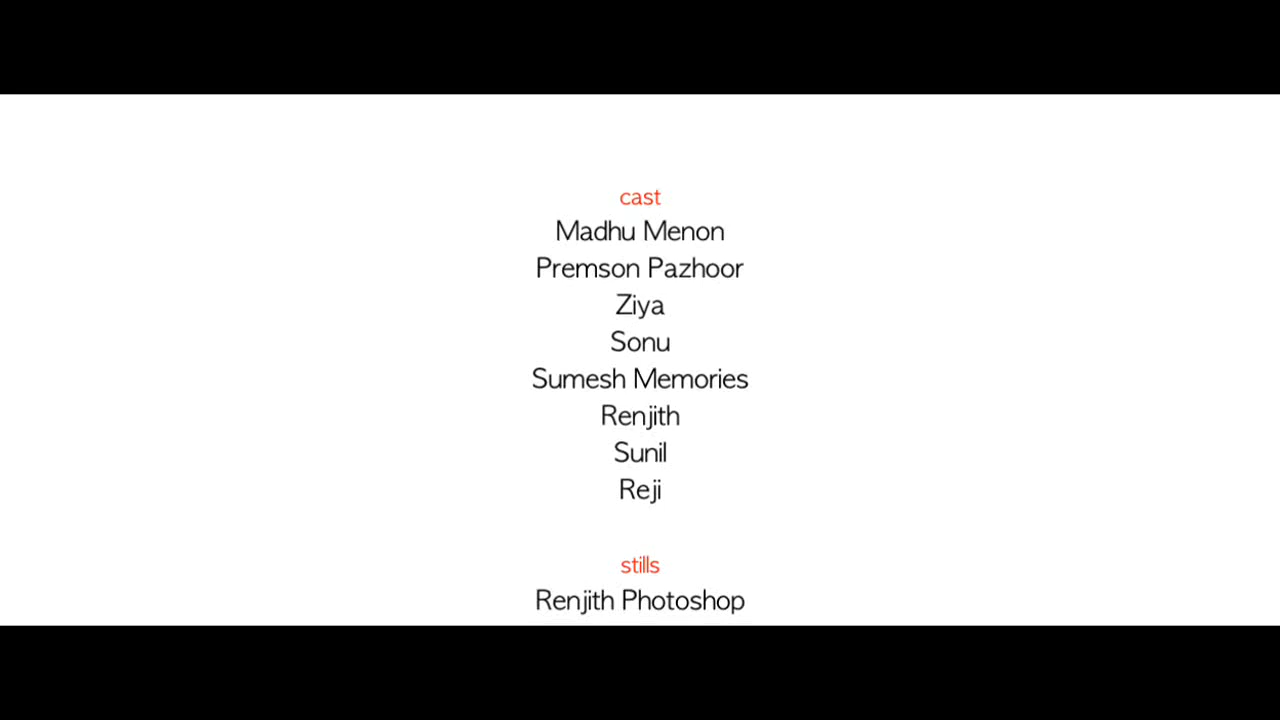 cast
Madhu Menon
Premson Pazhoor
Ziya
Sonu
Sumesh Memories
Renjith
Sunil
Reji
stills
Renjith Photoshop